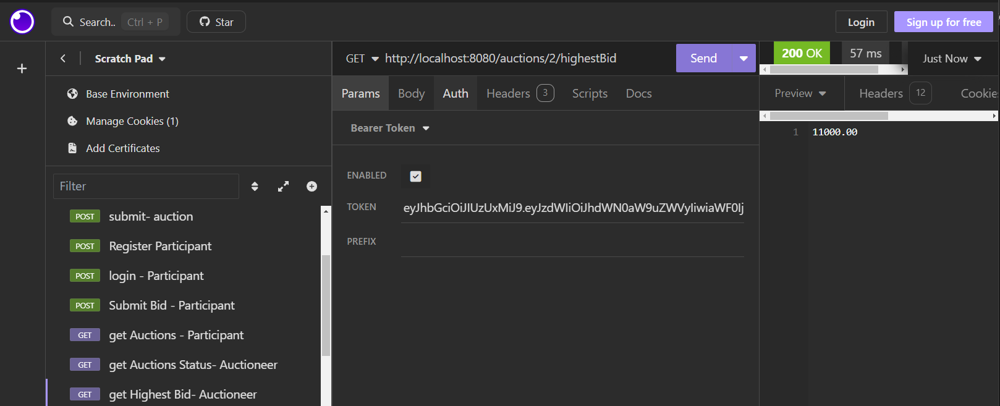 Search.. Ctrl + P Star Login Sign up for free
Scratch Pad
Base Environment
Manage Cookies (1)
Add Certificates
Filter
POST submit- auction
POST Register Participant
POST login - Participant
POST Submit Bid - Participant
GET get Auctions - Participant
GET get Auctions Status- Auctioneer
GET get Highest Bid- Auctioneer
GET http://localhost:8080/auctions/2/highestBid Send
Params Body Auth Headers 3 Scripts Docs
Bearer Token
ENABLED
TOKEN eyJhbGciOiJIUzUxMiJ9.eyJzdWIiOiJhdWN0aW9uZWVyIiwiaWF0Ij
PREFIX
200 OK 57 ms Just Now
Preview Headers 12 Cookie
1 11000.00